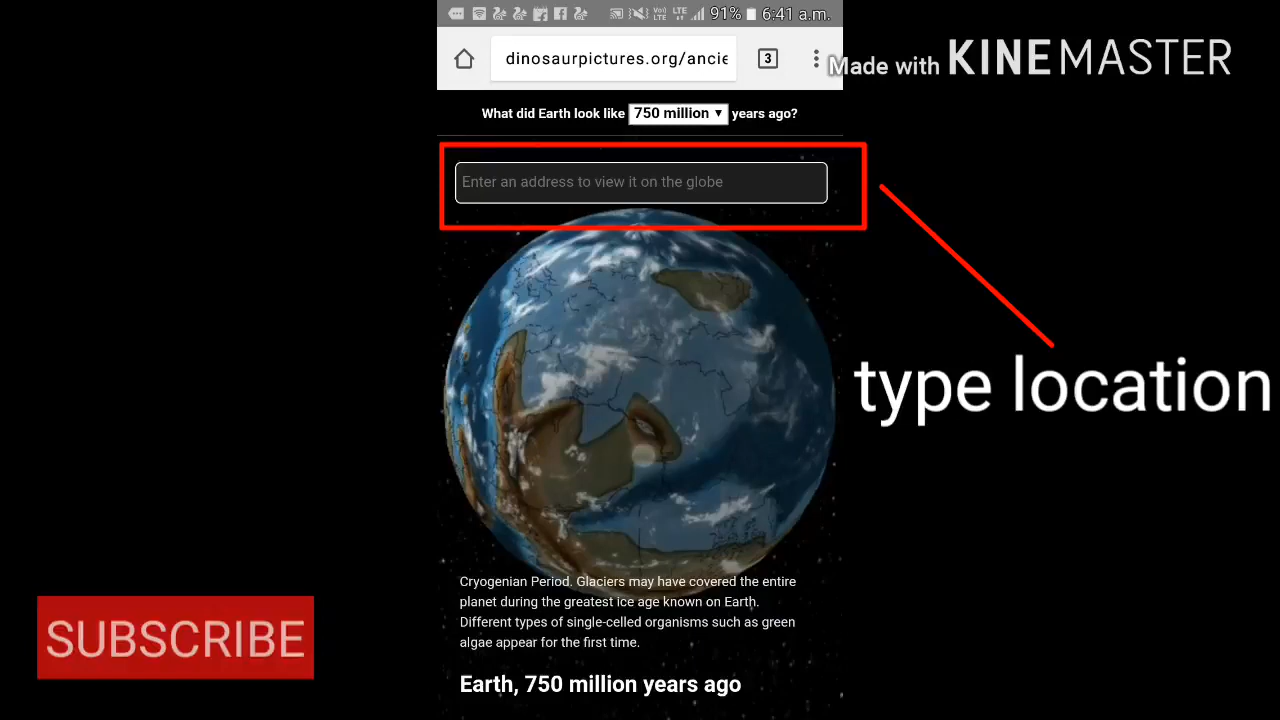 91% 6:41 a.m.
dinosaurpictures.org/ancie
3
Made with KINEMASTER
What did Earth look like 750 million years ago?
Enter an address to view it on the globe
type location
Cryogenian Period. Glaciers may have covered the entire
planet during the greatest ice age known on Earth.
Different types of single-celled organisms such as green
algae appear for the first time.
SUBSCRIBE
Earth, 750 million years ago